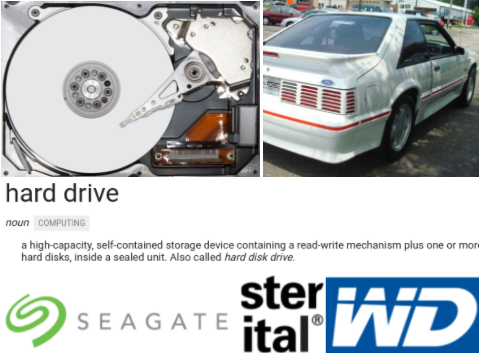 hard drive
noun COMPUTING
a high-capacity, self-contained storage device containing a read-write mechanism plus one or more
hard disks, inside a sealed unit. Also called hard disk drive.
SEAGATE
ster
ital®
WD